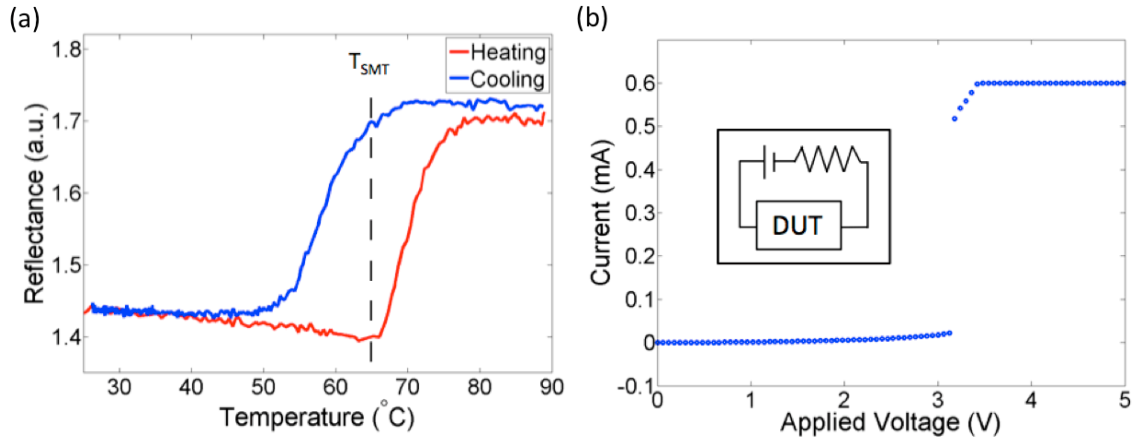 (a)
1.8
1.7
1.6
1.5
1.4
Reflectance (a.u.)
T_SMT
Heating
Cooling
30 40 50 60 70 80 90
Temperature (°C)
(b)
0.7
0.6
0.5
0.4
0.3
0.2
0.1
0
-0.1
Current (mA)
DUT
0 1 2 3 4 5
Applied Voltage (V)